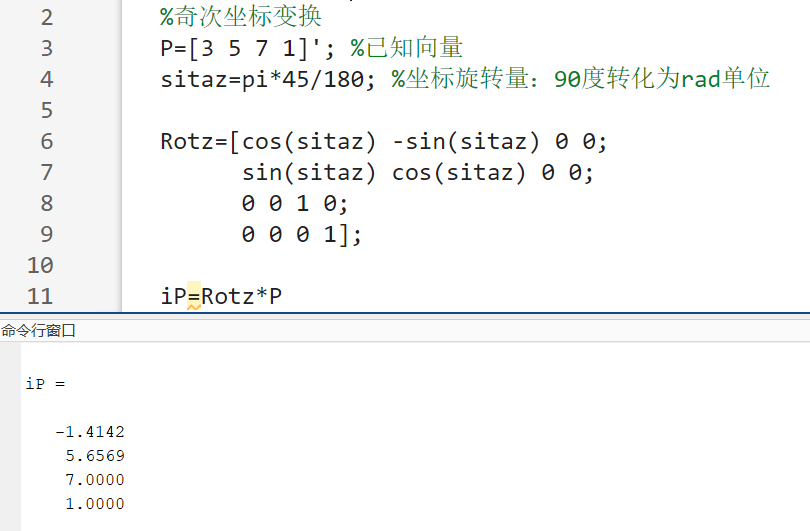 2 %奇次坐标变换
3 P=[3 5 7 1]'; %已知向量
4 sitaz=pi*45/180; %坐标旋转量：90度转化为rad单位
5
6 Rotz=[cos(sitaz) -sin(sitaz) 0 0;
7 sin(sitaz) cos(sitaz) 0 0;
8 0 0 1 0;
9 0 0 0 1];
10
11 iP=Rotz*P
命令行窗口
iP =
-1.4142
5.6569
7.0000
1.0000